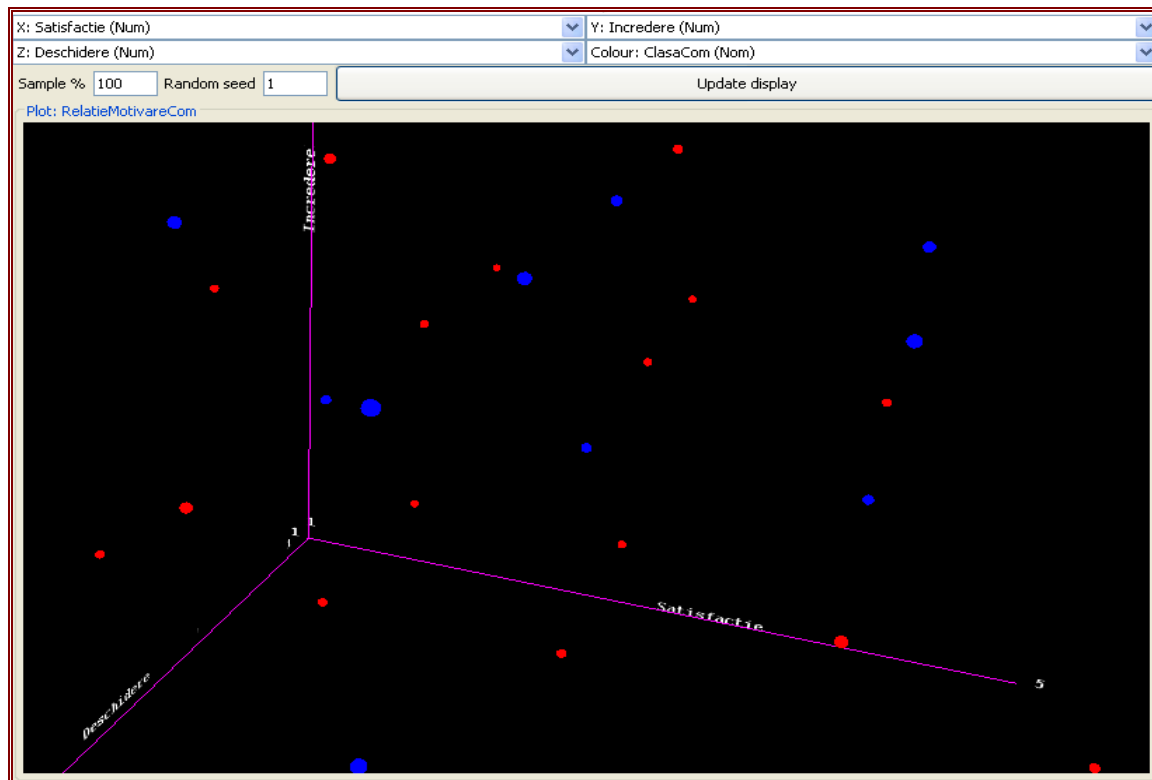 X: Satisfactie (Num)
Y: Incredere (Num)
Z: Deschidere (Num)
Colour: ClasaCom (Nom)
Sample % 100 Random seed 1 Update display
Plot: RelatieMotivareCom
Incredere
1
1
Satisfactie
5
Deschidere